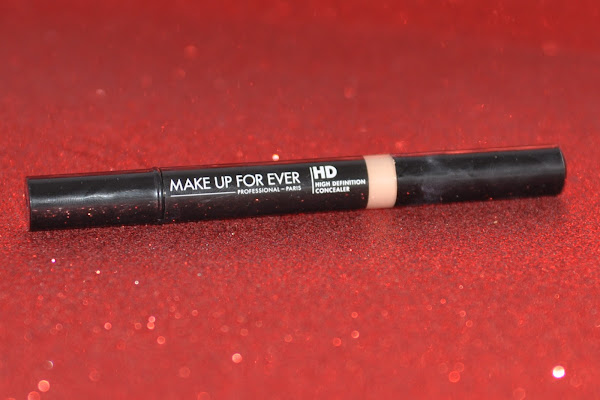 MAKE UP FOR EVER
PROFESSIONAL – PARIS
HD
HIGH DEFINITION
CONCEALER